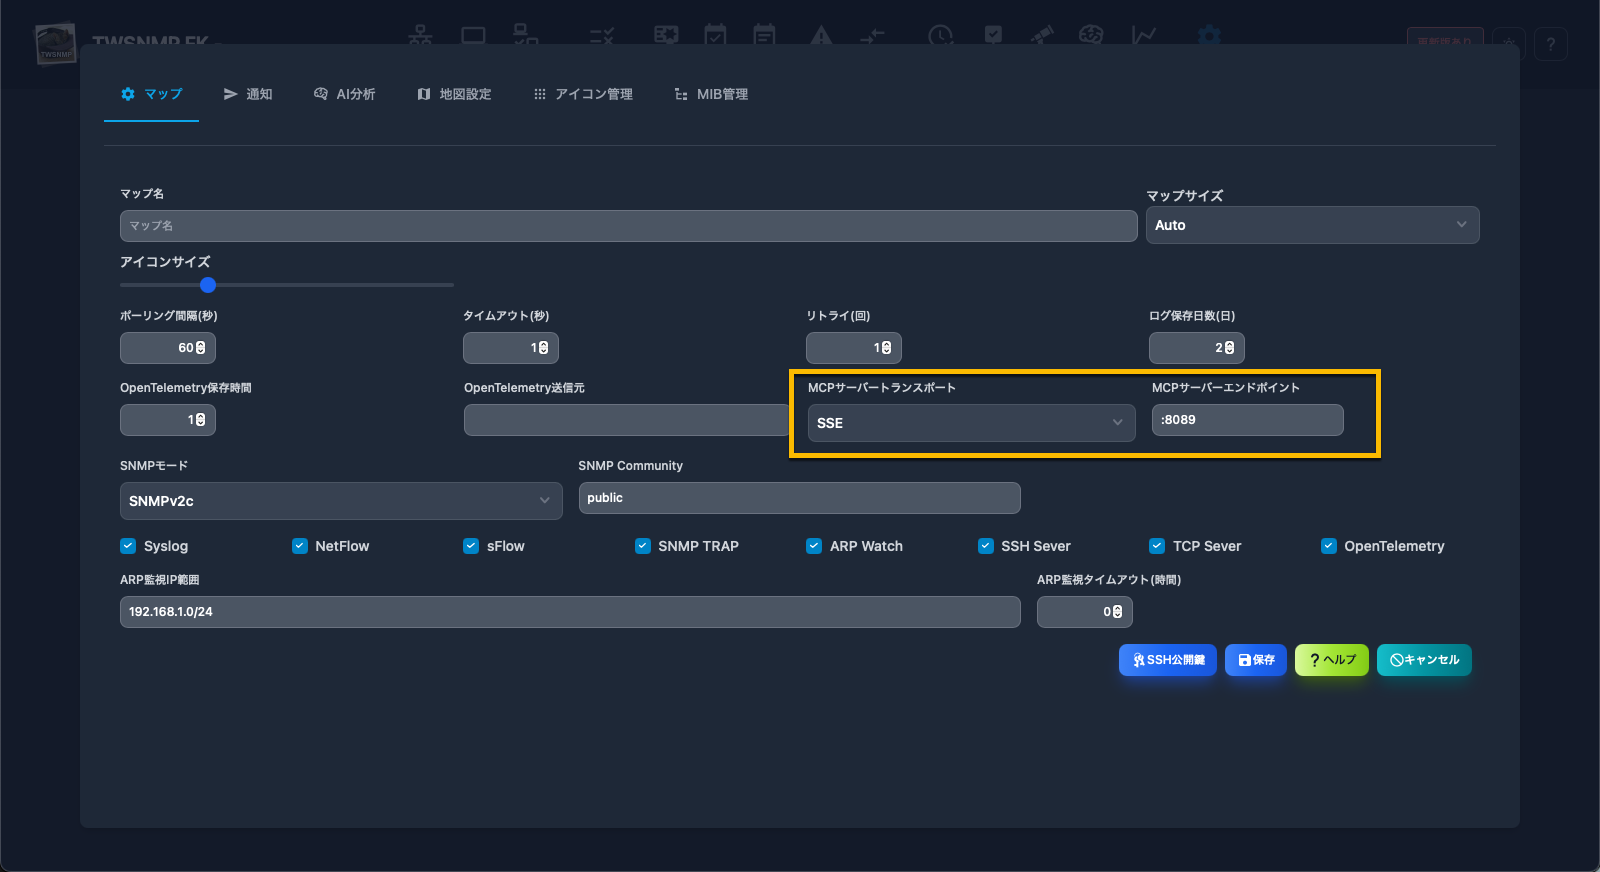 TWSNMP FK
更新版あり
?
マップ
通知
AI分析
地図設定
アイコン管理
MIB管理
マップ名
マップサイズ
マップ名
Auto
アイコンサイズ
ポーリング間隔(秒)
タイムアウト(秒)
リトライ(回)
ログ保存日数(日)
60
1
1
2
OpenTelemetry保存時間
OpenTelemetry送信元
MCPサーバートランスポート
MCPサーバーエンドポイント
1
SSE
:8089
SNMPモード
SNMP Community
SNMPv2c
public
Syslog
NetFlow
sFlow
SNMP TRAP
ARP Watch
SSH Sever
TCP Sever
OpenTelemetry
ARP監視IP範囲
ARP監視タイムアウト(時間)
192.168.1.0/24
0
SSH公開鍵
保存
?ヘルプ
キャンセル